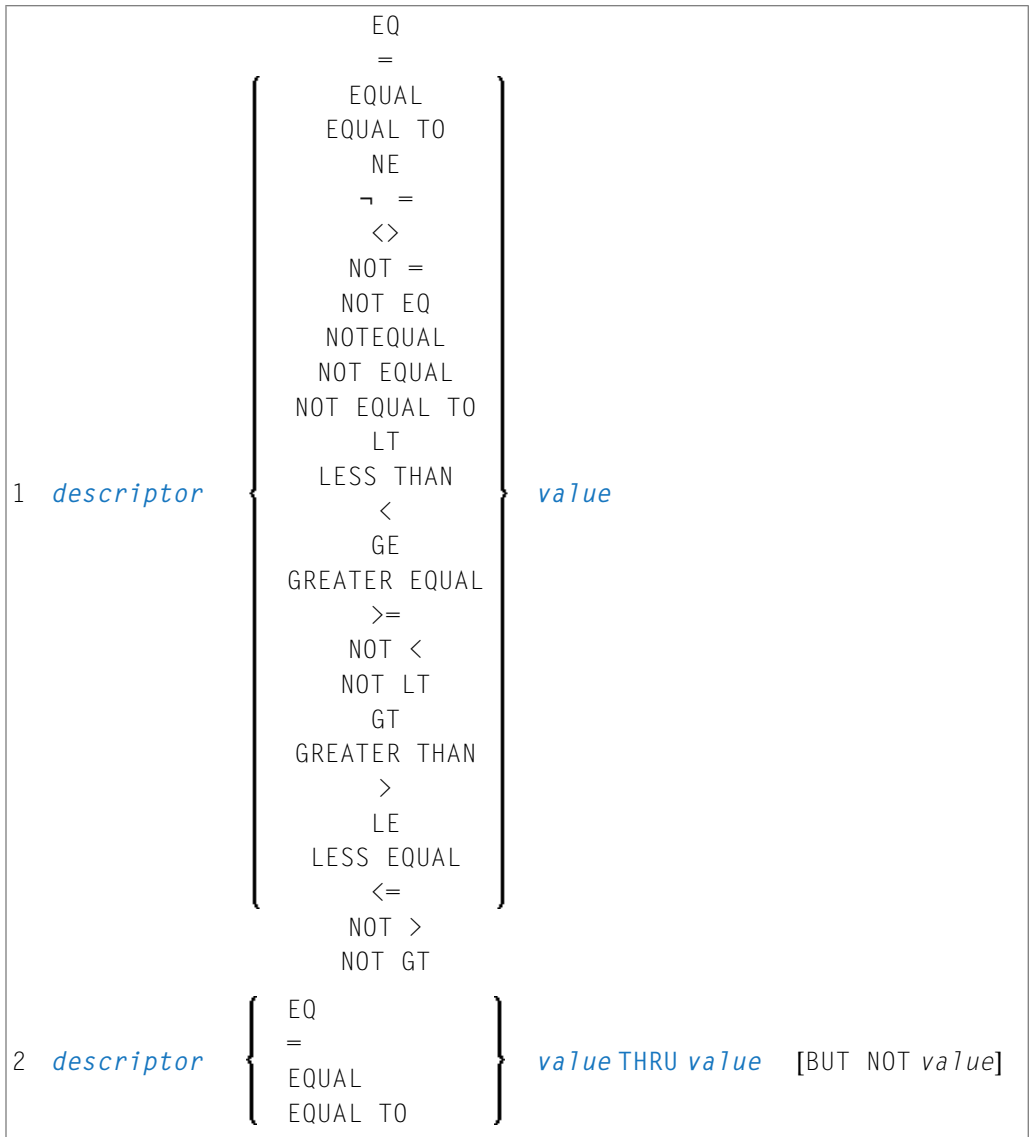 EQ
=
EQUAL
EQUAL TO
NE
¬ =
<>
NOT =
NOT EQ
NOTEQUAL
NOT EQUAL
NOT EQUAL TO
LT
LESS THAN
1 descriptor < value
GE
GREATER EQUAL
>=
NOT <
NOT LT
GT
GREATER THAN
>
LE
LESS EQUAL
<=
NOT >
NOT GT
EQ
=
2 descriptor value THRU value [BUT NOT value]
EQUAL
EQUAL TO